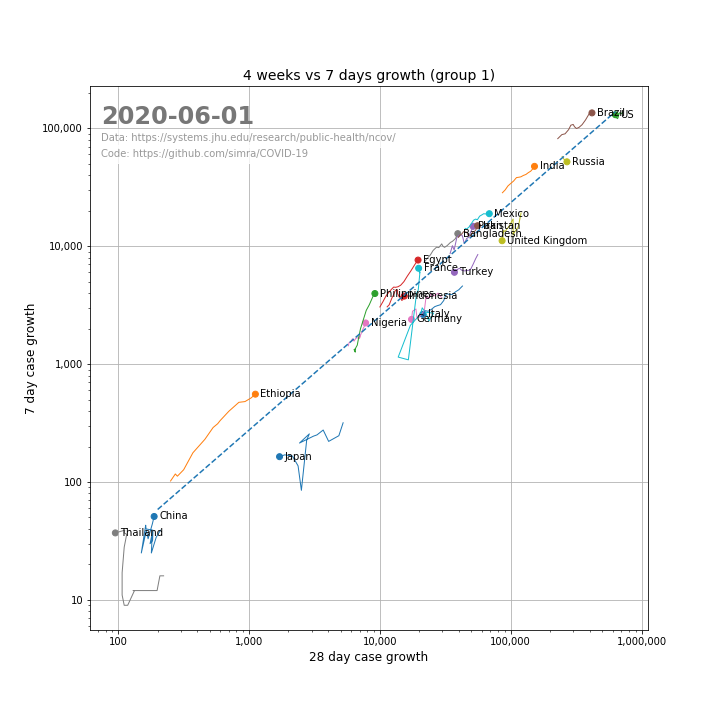 4 weeks vs 7 days growth (group 1)
2020-06-01
Data: https://systems.jhu.edu/research/public-health/ncov/
Code: https://github.com/simra/COVID-19
100,000
10,000
1,000
100
10
7 day case growth
Brazil
US
Russia
India
Mexico
Pakistan
Bangladesh
United Kingdom
Egypt
France
Turkey
Philippines
Indonesia
Italy
Nigeria
Germany
Ethiopia
Japan
China
Thailand
100
1,000
10,000
100,000
1,000,000
28 day case growth